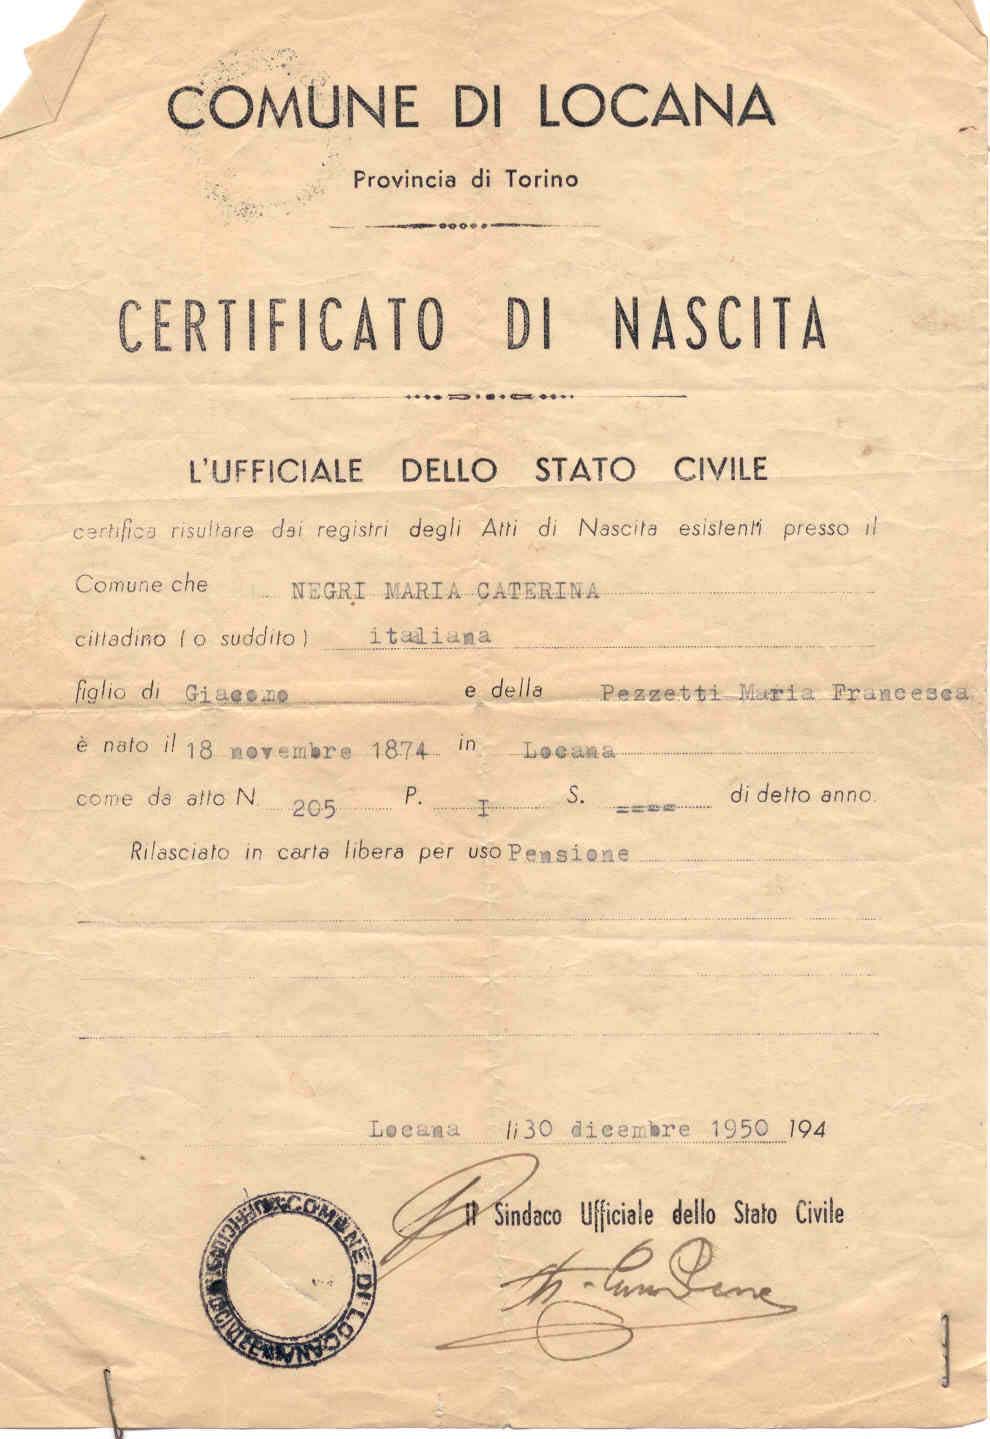 COMUNE DI LOCANA
Provincia di Torino
CERTIFICATO DI NASCITA
L'UFFICIALE DELLO STATO CIVILE
certifica risultare dai registri degli Atti di Nascita esistenti presso il
Comune che NEGRI MARIA CATERINA
cittadino (o suddito) italiana
figlio di Giacomo e della Pezzetti Maria Francesca
è nato il 18 novembre 1874 in Locana
come da atto N. 205 P. I S. ==== di detto anno.
Rilasciato in carta libera per uso Pensione
Locana li 30 dicembre 1950 194
Il Sindaco Ufficiale dello Stato Civile
COMUNE DI LOCANA